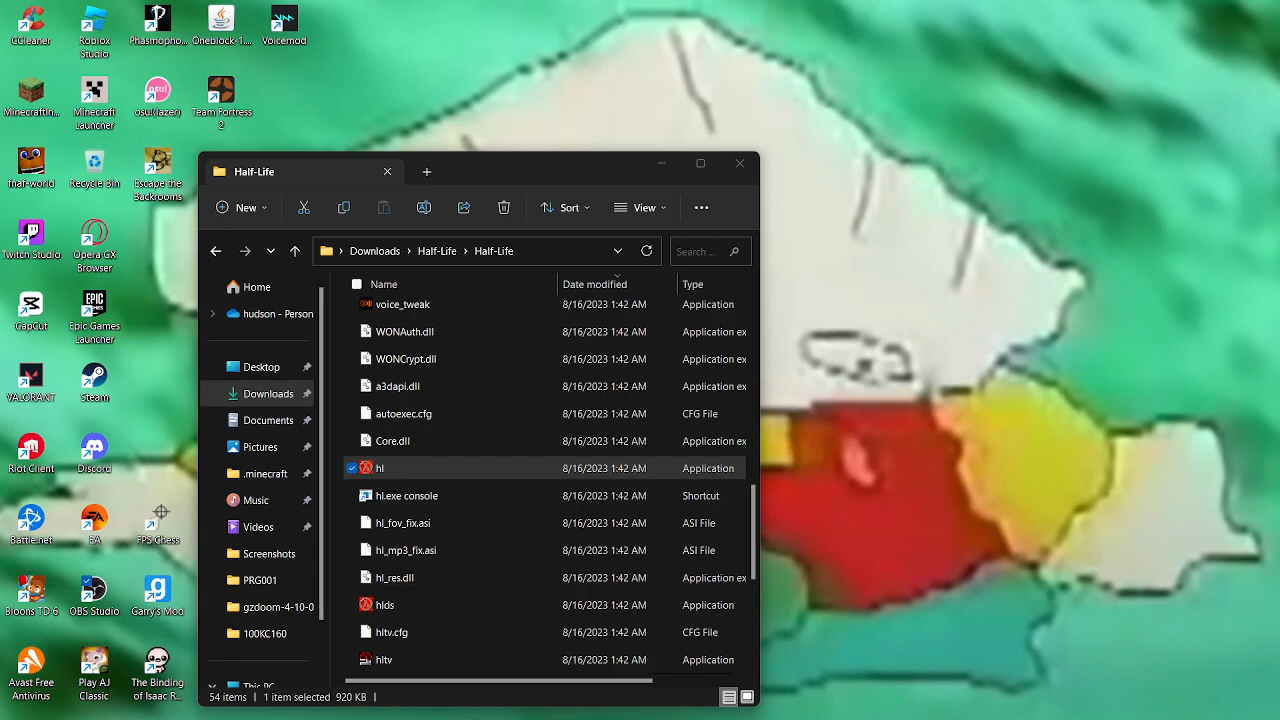 CCleaner
Roblox Studio
Phasmopho...
Oneblock-1....
Voicemod
MinecraftIn...
Minecraft Launcher
osu!(lazer)
Team Fortress 2
fnaf-world
Recycle Bin
Escape the Backrooms
Twitch Studio
Opera GX Browser
CapCut
Epic Games Launcher
VALORANT
Steam
Riot Client
Discord
Battle.net
EA
FPS Chess
Bloons TD 6
OBS Studio
Garry's Mod
Avast Free Antivirus
Play AJ Classic
The Binding of Isaac R...
Half-Life
New
Sort
View
Downloads > Half-Life > Half-Life
Search ...
Home
hudson - Person
Desktop
Downloads
Documents
Pictures
.minecraft
Music
Videos
Screenshots
PRG001
gzdoom-4-10-0
100KC160
This PC
Name Date modified Type
voice_tweak 8/16/2023 1:42 AM Application
WONAuth.dll 8/16/2023 1:42 AM Application ex
WONCrypt.dll 8/16/2023 1:42 AM Application ex
a3dapi.dll 8/16/2023 1:42 AM Application ex
autoexec.cfg 8/16/2023 1:42 AM CFG File
Core.dll 8/16/2023 1:42 AM Application ex
hl 8/16/2023 1:42 AM Application
hl.exe console 8/16/2023 1:42 AM Shortcut
hl_fov_fix.asi 8/16/2023 1:42 AM ASI File
hl_mp3_fix.asi 8/16/2023 1:42 AM ASI File
hl_res.dll 8/16/2023 1:42 AM Application ex
hlds 8/16/2023 1:42 AM Application
hltv.cfg 8/16/2023 1:42 AM CFG File
hltv 8/16/2023 1:42 AM Application
54 items 1 item selected 920 KB